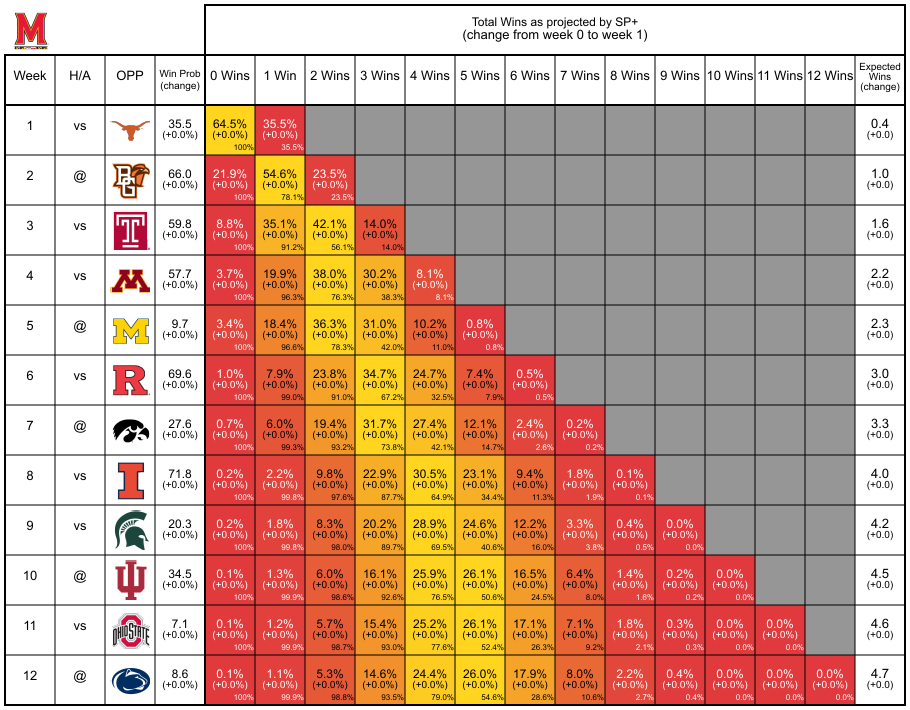 M
Total Wins as projected by SP+
(change from week 0 to week 1)
Week H/A OPP Win Prob (change) 0 Wins 1 Win 2 Wins 3 Wins 4 Wins 5 Wins 6 Wins 7 Wins 8 Wins 9 Wins 10 Wins 11 Wins 12 Wins Expected Wins (change)
1 vs 35.5 64.5% 35.5% 0.4
(+0.0%) (+0.0%) (+0.0%) (+0.0)
100% 35.5%
2 @ BG 66.0 21.9% 54.6% 23.5% 1.0
(+0.0%) (+0.0%) (+0.0%) (+0.0%) (+0.0)
100% 78.1% 23.5%
3 vs T 59.8 8.8% 35.1% 42.1% 14.0% 1.6
(+0.0%) (+0.0%) (+0.0%) (+0.0%) (+0.0%) (+0.0)
100% 91.2% 56.1% 14.0%
4 vs M 57.7 3.7% 19.9% 38.0% 30.2% 8.1% 2.2
(+0.0%) (+0.0%) (+0.0%) (+0.0%) (+0.0%) (+0.0%) (+0.0)
100% 96.3% 76.3% 38.3% 8.1%
5 @ M 9.7 3.4% 18.4% 36.3% 31.0% 10.2% 0.8% 2.3
(+0.0%) (+0.0%) (+0.0%) (+0.0%) (+0.0%) (+0.0%) (+0.0%) (+0.0)
100% 96.6% 78.3% 42.0% 11.0% 0.8%
6 vs R 69.6 1.0% 7.9% 23.8% 34.7% 24.7% 7.4% 0.5% 3.0
(+0.0%) (+0.0%) (+0.0%) (+0.0%) (+0.0%) (+0.0%) (+0.0%) (+0.0%) (+0.0)
100% 99.0% 91.0% 67.2% 32.5% 7.9% 0.5%
7 @ 27.6 0.7% 6.0% 19.4% 31.7% 27.4% 12.1% 2.4% 0.2% 3.3
(+0.0%) (+0.0%) (+0.0%) (+0.0%) (+0.0%) (+0.0%) (+0.0%) (+0.0%) (+0.0%) (+0.0)
100% 99.3% 93.2% 73.8% 42.1% 14.7% 2.6% 0.2%
8 vs I 71.8 0.2% 2.2% 9.8% 22.9% 30.5% 23.1% 9.4% 1.8% 0.1% 4.0
(+0.0%) (+0.0%) (+0.0%) (+0.0%) (+0.0%) (+0.0%) (+0.0%) (+0.0%) (+0.0%) (+0.0%) (+0.0)
100% 99.8% 97.6% 87.7% 64.9% 34.4% 11.3% 1.9% 0.1%
9 vs 20.3 0.2% 1.8% 8.3% 20.2% 28.9% 24.6% 12.2% 3.3% 0.4% 0.0% 4.2
(+0.0%) (+0.0%) (+0.0%) (+0.0%) (+0.0%) (+0.0%) (+0.0%) (+0.0%) (+0.0%) (+0.0%) (+0.0%) (+0.0)
100% 99.8% 98.0% 89.7% 69.5% 40.6% 16.0% 3.8% 0.5% 0.0%
10 @ IU 34.5 0.1% 1.3% 6.0% 16.1% 25.9% 26.1% 16.5% 6.4% 1.4% 0.2% 0.0% 4.5
(+0.0%) (+0.0%) (+0.0%) (+0.0%) (+0.0%) (+0.0%) (+0.0%) (+0.0%) (+0.0%) (+0.0%) (+0.0%) (+0.0%) (+0.0)
100% 99.9% 98.6% 92.6% 76.5% 50.6% 24.5% 8.0% 1.6% 0.2% 0.0%
11 vs OHIO STATE 7.1 0.1% 1.2% 5.7% 15.4% 25.2% 26.1% 17.1% 7.1% 1.8% 0.3% 0.0% 0.0% 4.6
(+0.0%) (+0.0%) (+0.0%) (+0.0%) (+0.0%) (+0.0%) (+0.0%) (+0.0%) (+0.0%) (+0.0%) (+0.0%) (+0.0%) (+0.0%) (+0.0)
100% 99.9% 98.7% 93.0% 77.6% 52.4% 26.3% 9.2% 2.1% 0.3% 0.0% 0.0%
12 @ 8.6 0.1% 1.1% 5.3% 14.6% 24.4% 26.0% 17.9% 8.0% 2.2% 0.4% 0.0% 0.0% 0.0% 4.7
(+0.0%) (+0.0%) (+0.0%) (+0.0%) (+0.0%) (+0.0%) (+0.0%) (+0.0%) (+0.0%) (+0.0%) (+0.0%) (+0.0%) (+0.0%) (+0.0%) (+0.0)
100% 99.9% 98.8% 93.5% 79.0% 54.6% 28.6% 10.6% 2.7% 0.4% 0.0% 0.0% 0.0%